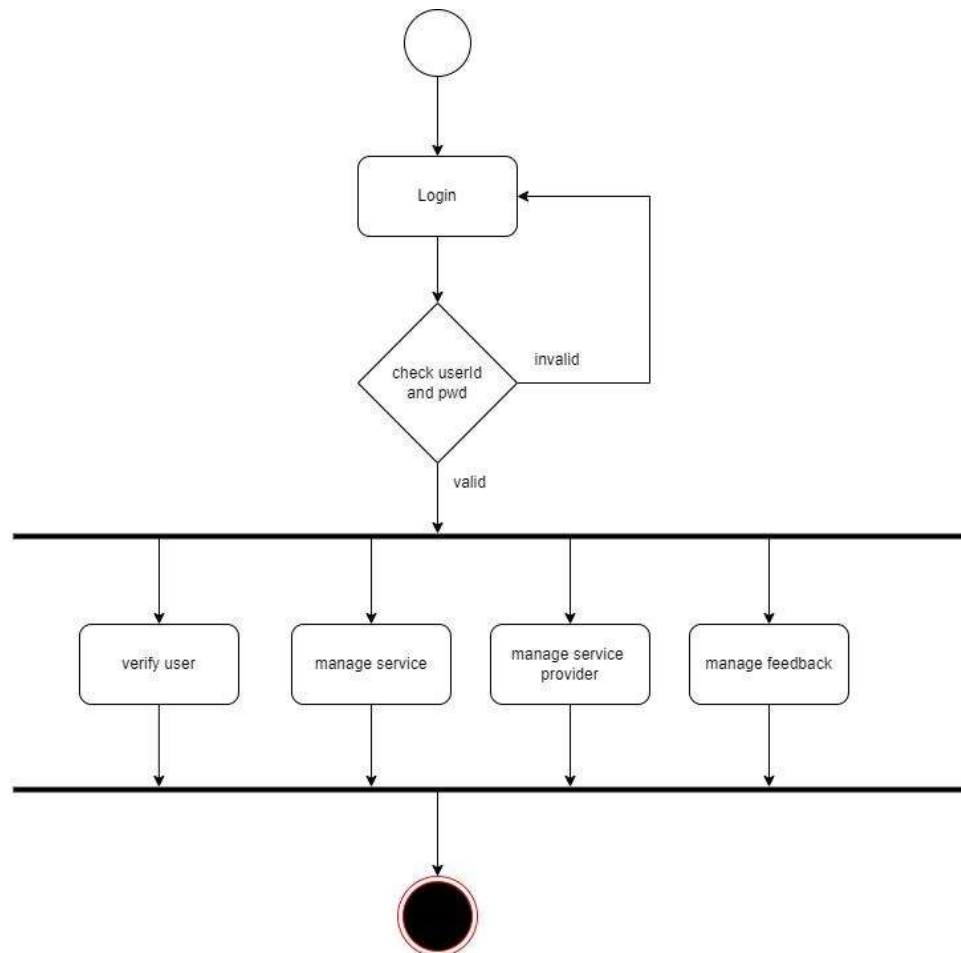 Login
check userId
and pwd
invalid
valid
verify user
manage service
manage service
provider
manage feedback